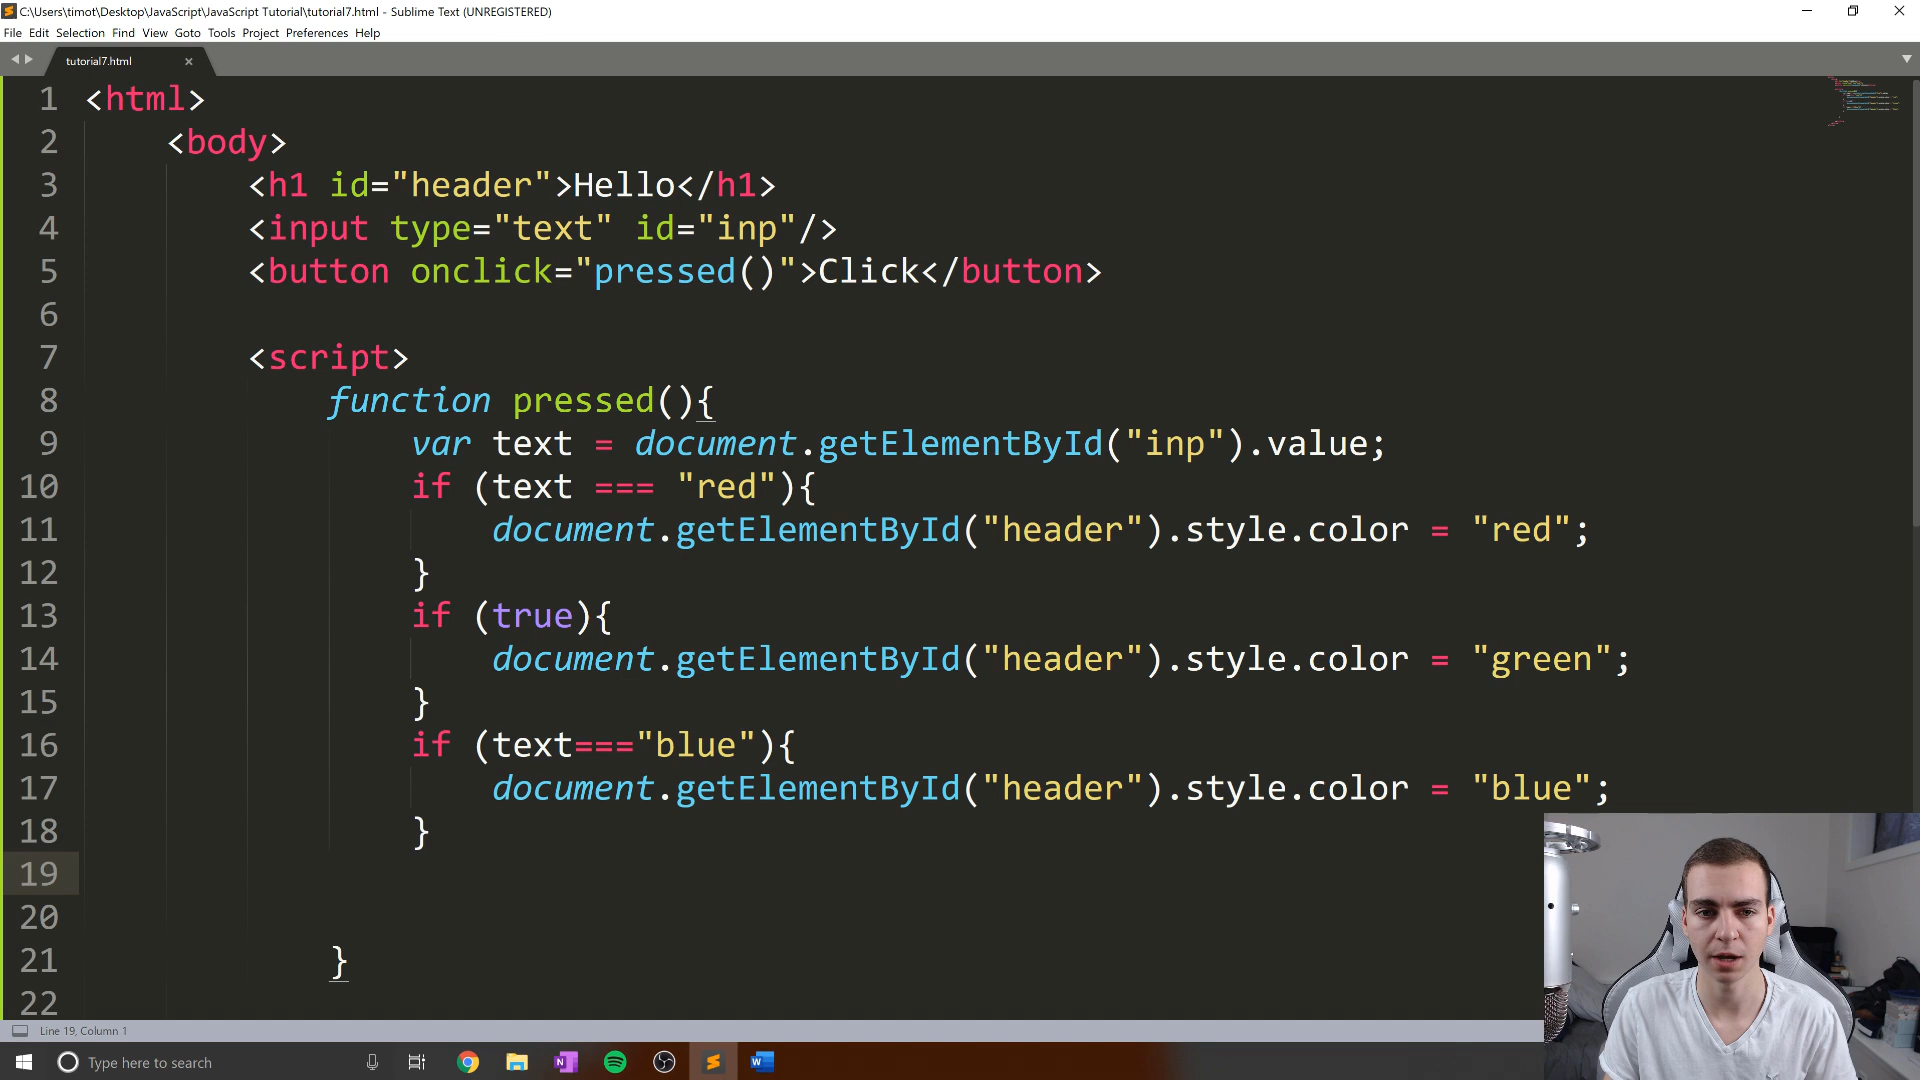 C:\Users\timot\Desktop\JavaScript\JavaScript Tutorial\tutorial7.html - Sublime Text (UNREGISTERED)
File Edit Selection Find View Goto Tools Project Preferences Help
tutorial7.html
1 <html>
2 <body>
3 <h1 id="header">Hello</h1>
4 <input type="text" id="inp"/>
5 <button onclick="pressed()">Click</button>
6
7 <script>
8 function pressed(){
9 var text = document.getElementById("inp").value;
10 if (text === "red"){
11 document.getElementById("header").style.color = "red";
12 }
13 if (true){
14 document.getElementById("header").style.color = "green";
15 }
16 if (text==="blue"){
17 document.getElementById("header").style.color = "blue";
18 }
19
20
21 }
22
Line 19, Column 1
Type here to search